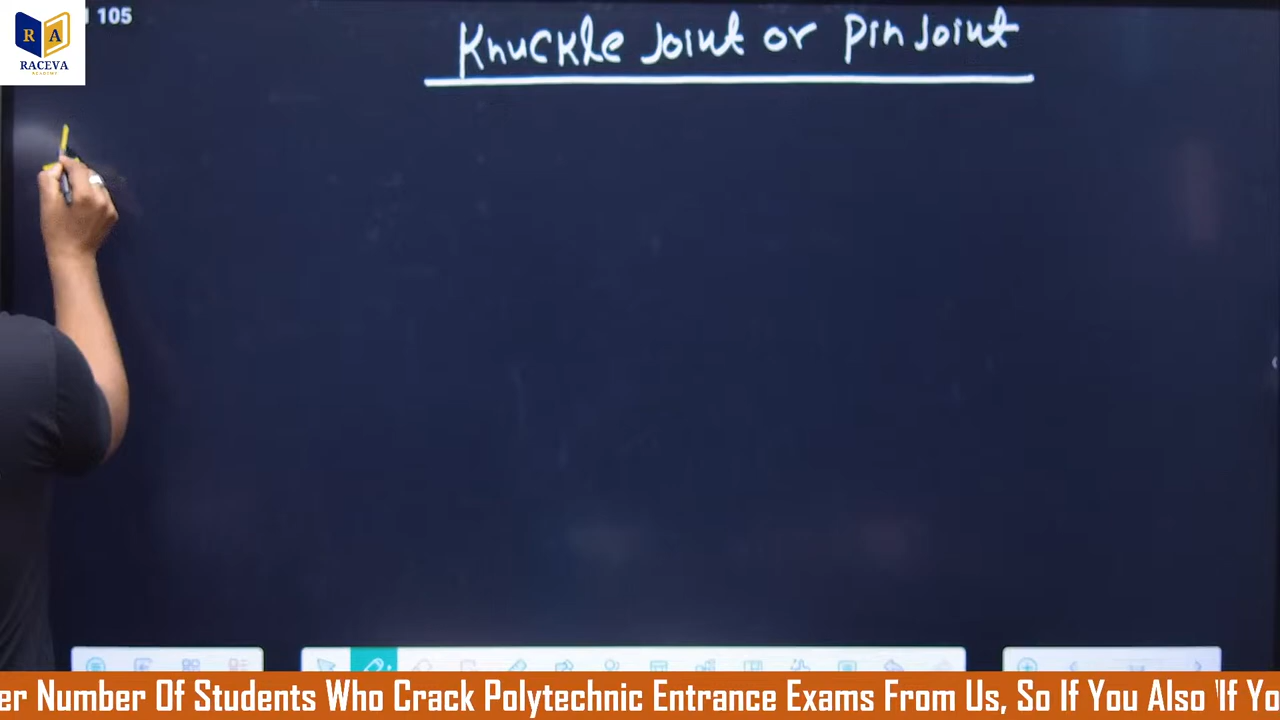 105
Knuckle Joint or Pin Joint
R A
RACEVA
ACADEMY
er Number Of Students Who Crack Polytechnic Entrance Exams From Us, So If You Also 'If Yo